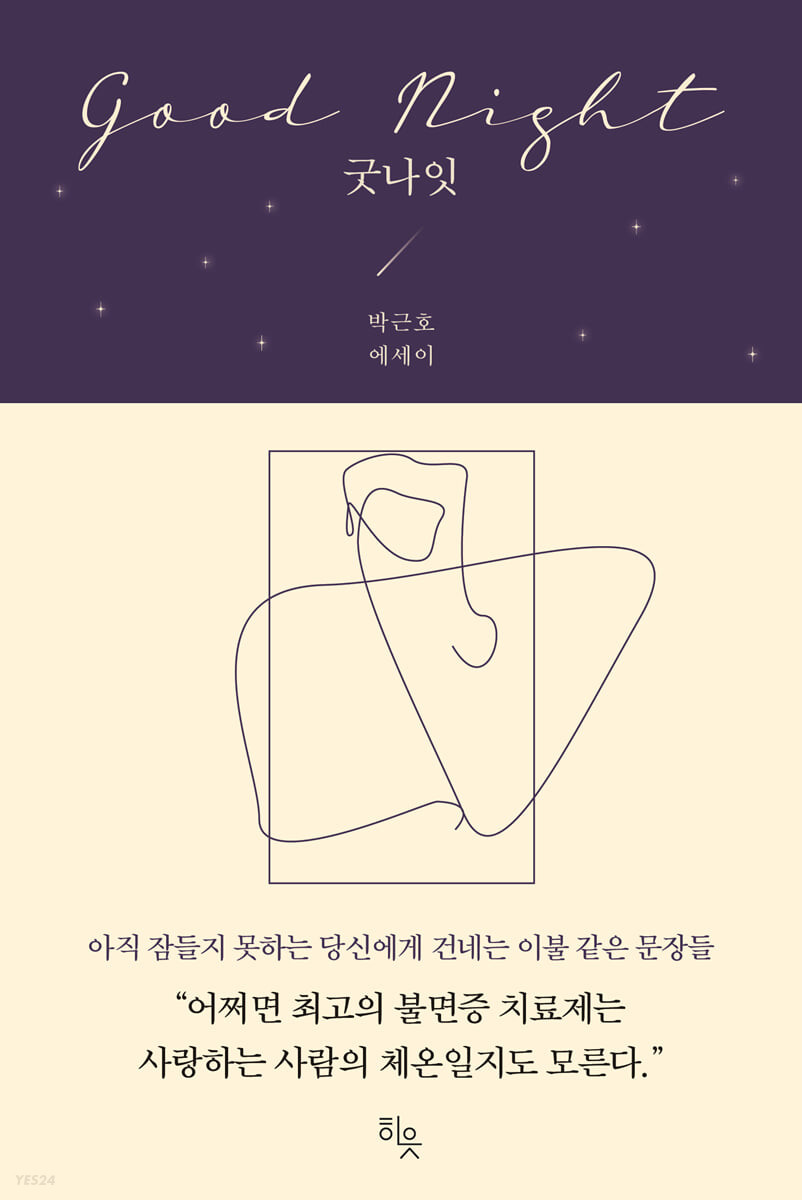 Good Night
굿나잇
박근호
에세이
아직 잠들지 못하는 당신에게 건네는 이불 같은 문장들
“어쩌면 최고의 불면증 치료제는
사랑하는 사람의 체온일지도 모른다.”
히읏
YES24